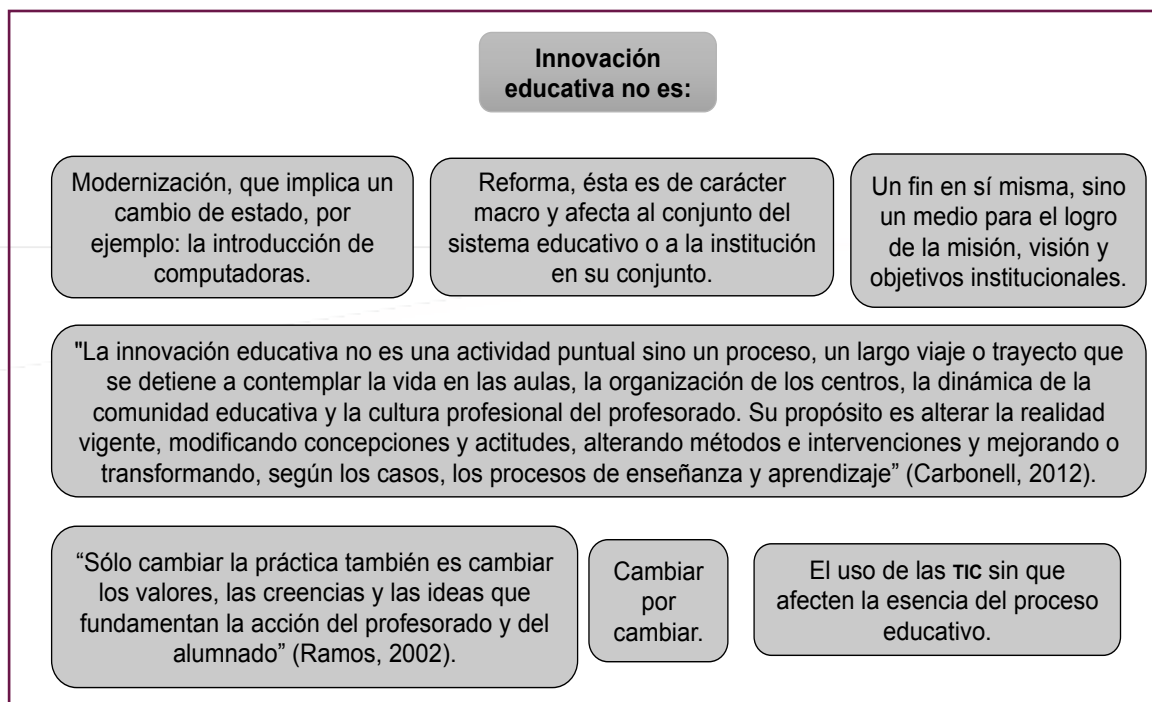 Innovación
educativa no es:
Modernización, que implica un
cambio de estado, por
ejemplo: la introducción de
computadoras.
Reforma, ésta es de carácter
macro y afecta al conjunto del
sistema educativo o a la institución
en su conjunto.
Un fin en sí misma, sino
un medio para el logro
de la misión, visión y
objetivos institucionales.
"La innovación educativa no es una actividad puntual sino un proceso, un largo viaje o trayecto que
se detiene a contemplar la vida en las aulas, la organización de los centros, la dinámica de la
comunidad educativa y la cultura profesional del profesorado. Su propósito es alterar la realidad
vigente, modificando concepciones y actitudes, alterando métodos e intervenciones y mejorando o
transformando, según los casos, los procesos de enseñanza y aprendizaje” (Carbonell, 2012).
“Sólo cambiar la práctica también es cambiar
los valores, las creencias y las ideas que
fundamentan la acción del profesorado y del
alumnado” (Ramos, 2002).
Cambiar
por
cambiar.
El uso de las TIC sin que
afecten la esencia del proceso
educativo.